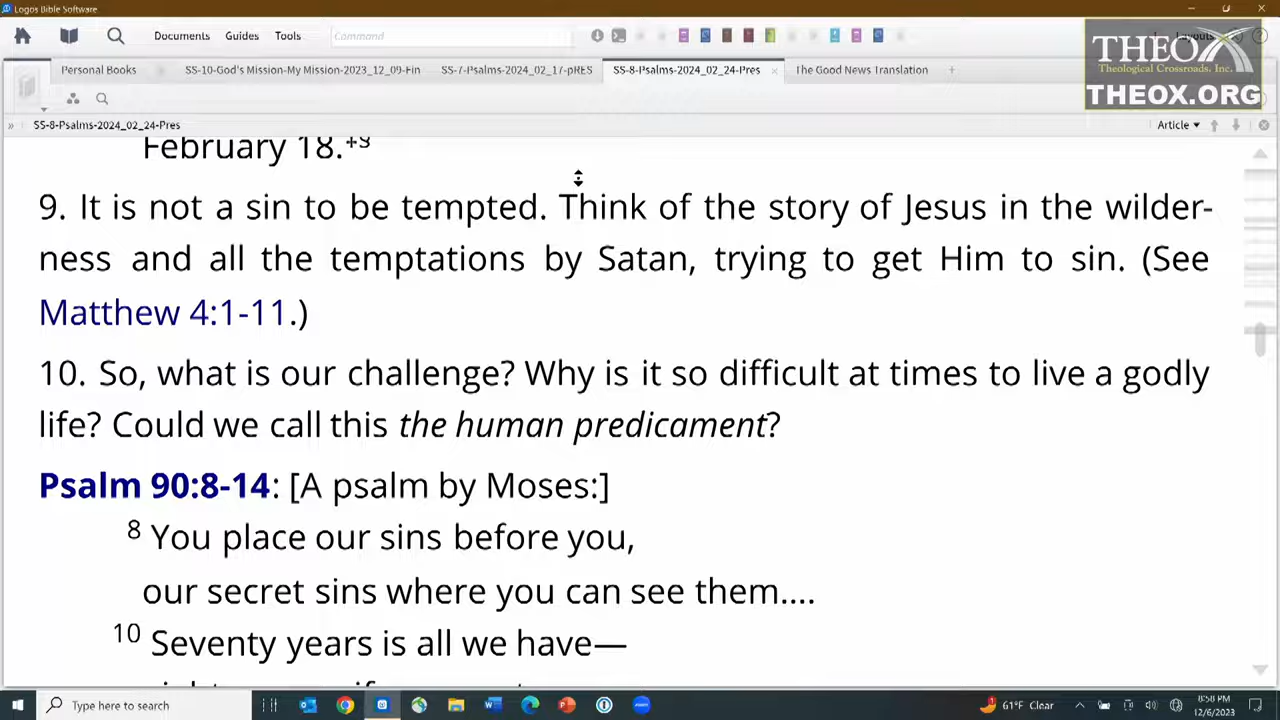 Logos Bible Software
Documents Guides Tools Command
THEOX
Theological Crossroads, Inc.
THEOX.ORG
Personal Books SS-10-God's Mission-My Mission-2023_12_09-Fin 024_02_17-pRES SS-8-Psalms-2024_02_24-Pres The Good News Translation
SS-8-Psalms-2024_02_24-Pres Article
February 18.+9
9. It is not a sin to be tempted. Think of the story of Jesus in the wilder-
ness and all the temptations by Satan, trying to get Him to sin. (See
Matthew 4:1-11.)
10. So, what is our challenge? Why is it so difficult at times to live a godly
life? Could we call this the human predicament?
Psalm 90:8-14: [A psalm by Moses:]
8 You place our sins before you,
our secret sins where you can see them....
10 Seventy years is all we have—
Type here to search 61°F Clear 8:58 PM
12/6/2023